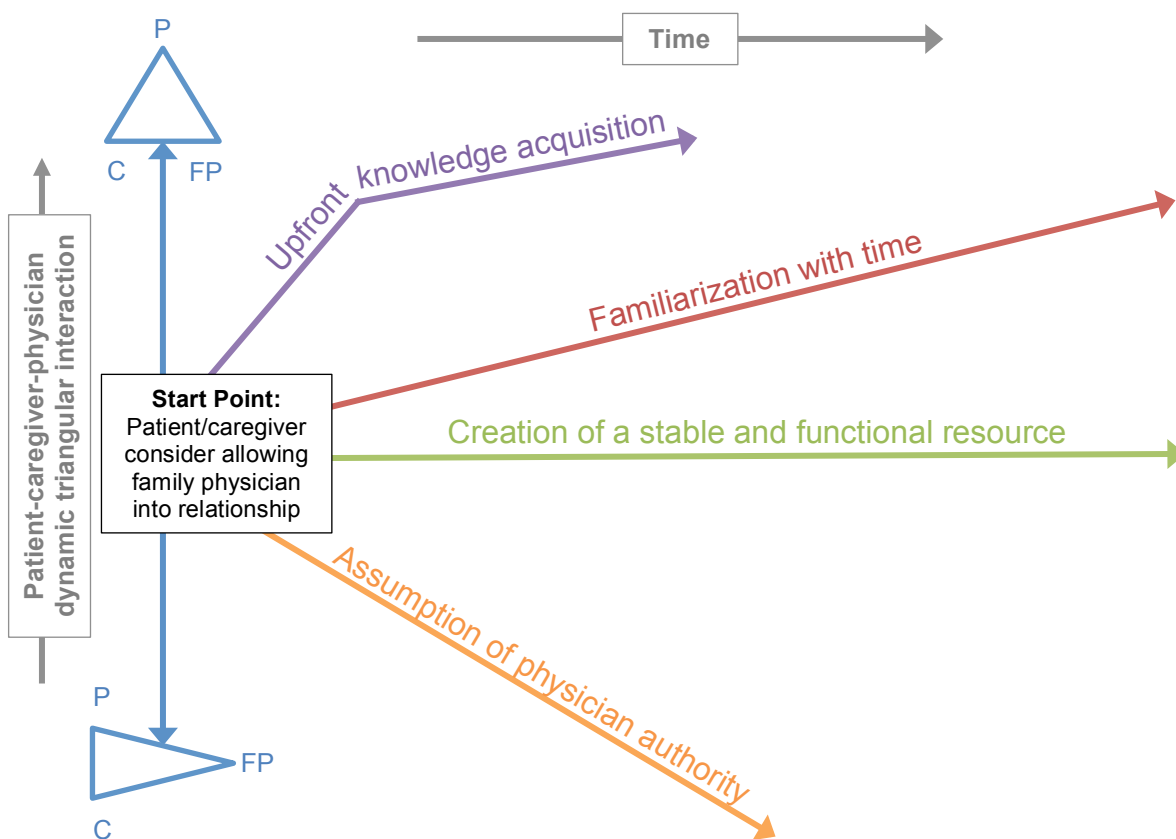 P
Time
C
FP
Upfront knowledge acquisition
Familiarization with time
Patient-caregiver-physician
dynamic triangular interaction
Start Point:
Patient/caregiver
consider allowing
family physician
into relationship
Creation of a stable and functional resource
Assumption of physician authority
P
FP
C